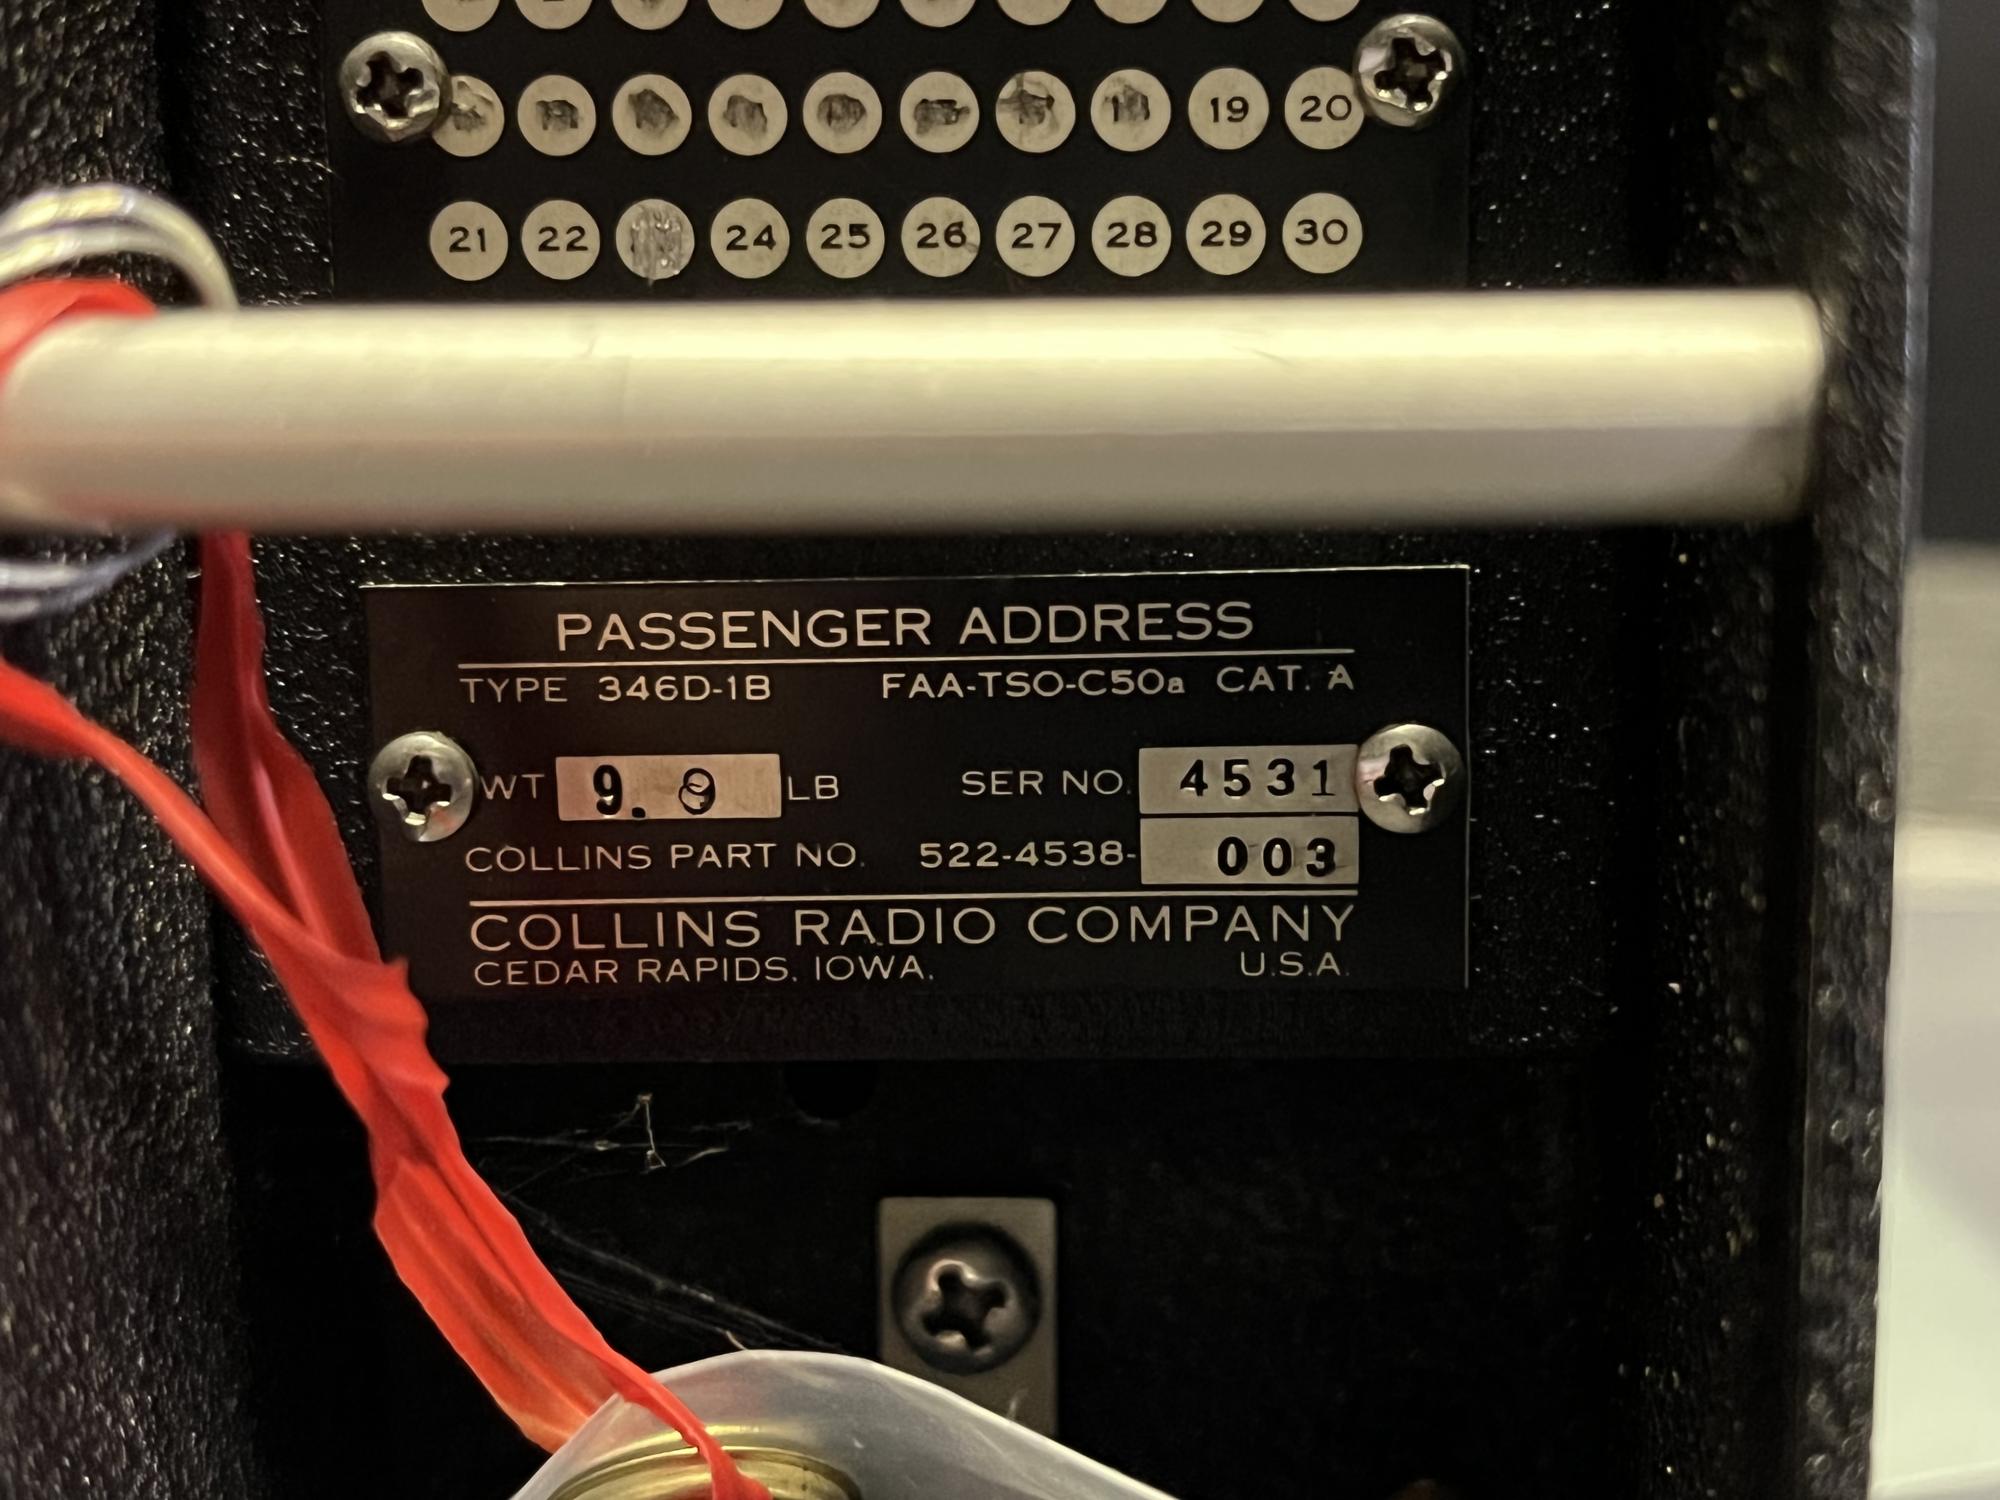 19 20
21 22 24 25 26 27 28 29 30
PASSENGER ADDRESS
TYPE 346D-1B FAA-TSO-C50a CAT. A
WT LB SER NO. 4531
COLLINS PART NO. 522-4538-003
COLLINS RADIO COMPANY
CEDAR RAPIDS, IOWA. U.S.A.